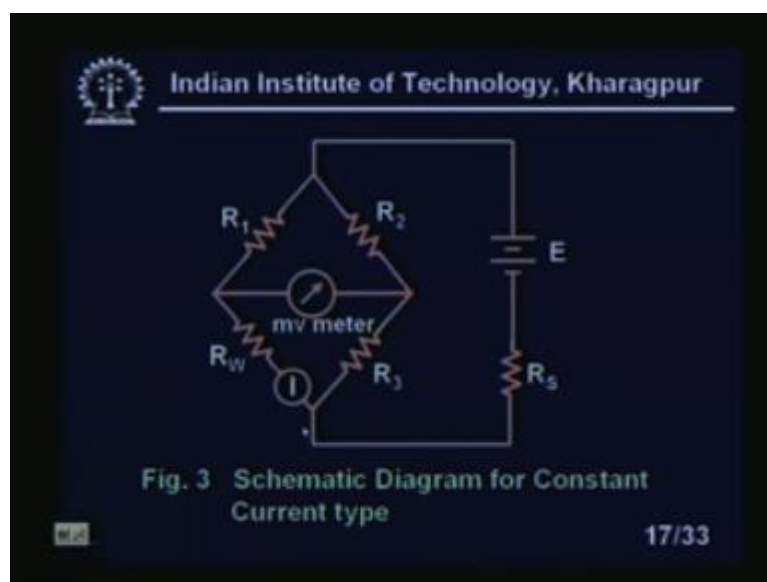 Indian Institute of Technology, Kharagpur
R1
R2
E
mv meter
RW
I
R3
RS
Fig. 3 Schematic Diagram for Constant
Current type
17/33